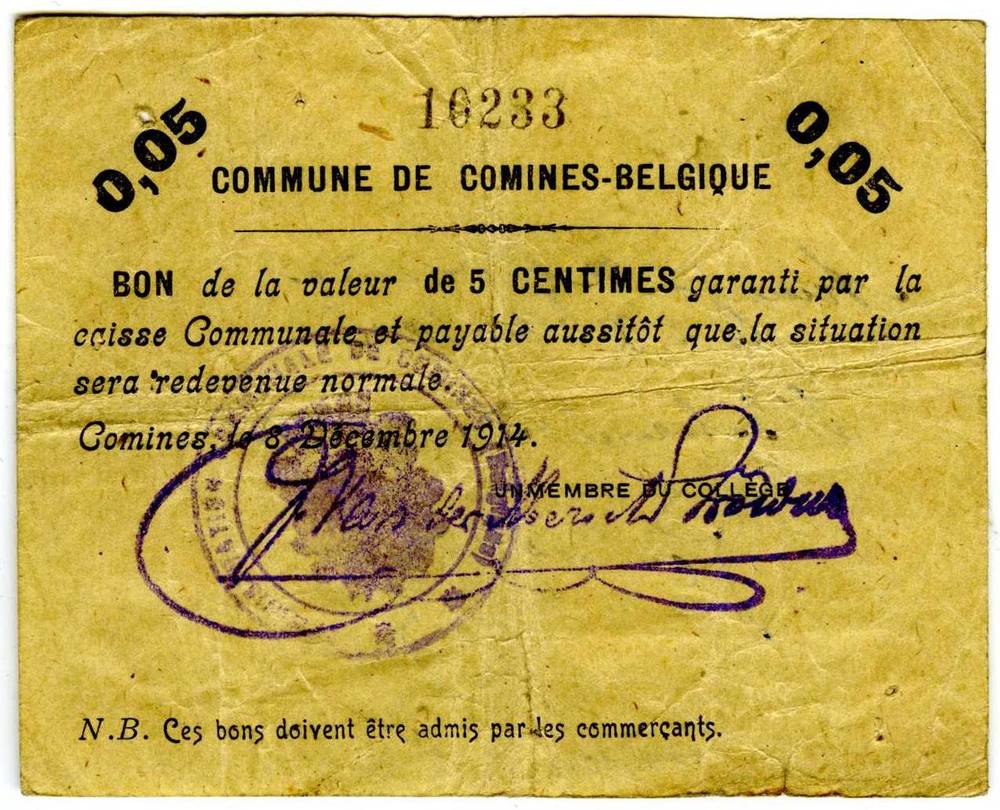 10233
0,05
0,05
COMMUNE DE COMINES-BELGIQUE
BON de la valeur de 5 CENTIMES garanti par la
caisse Communale et payable aussitôt que la situation
sera redevenue normale.
Comines, le 8 Décembre 1914.
UN MEMBRE DU COLLÈGE
N.B. Ces bons doivent être admis par les commerçants.